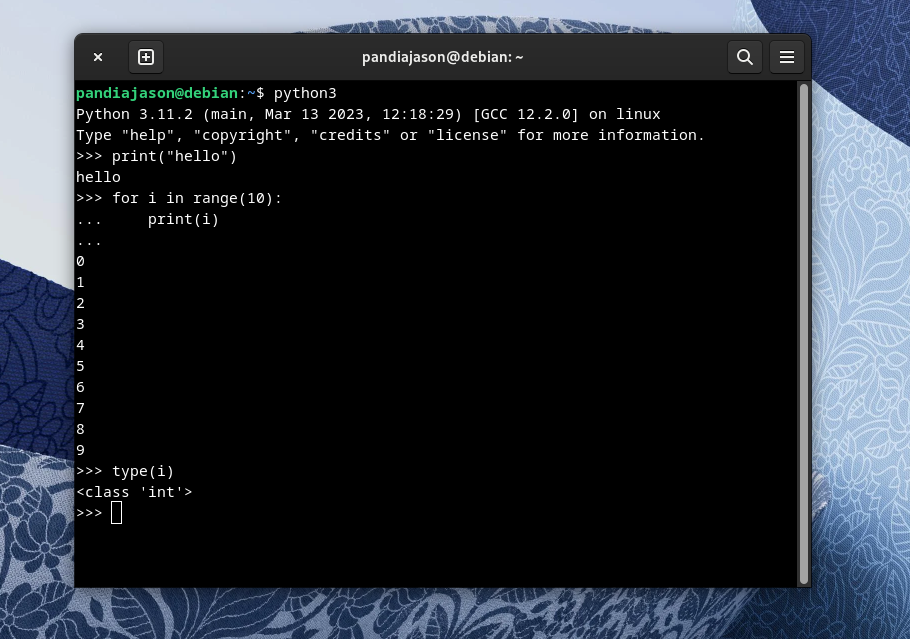 pandiajason@debian: ~
pandiajason@debian:~$ python3
Python 3.11.2 (main, Mar 13 2023, 12:18:29) [GCC 12.2.0] on linux
Type "help", "copyright", "credits" or "license" for more information.
>>> print("hello")
hello
>>> for i in range(10):
...     print(i)
...
0
1
2
3
4
5
6
7
8
9
>>> type(i)
<class 'int'>
>>>